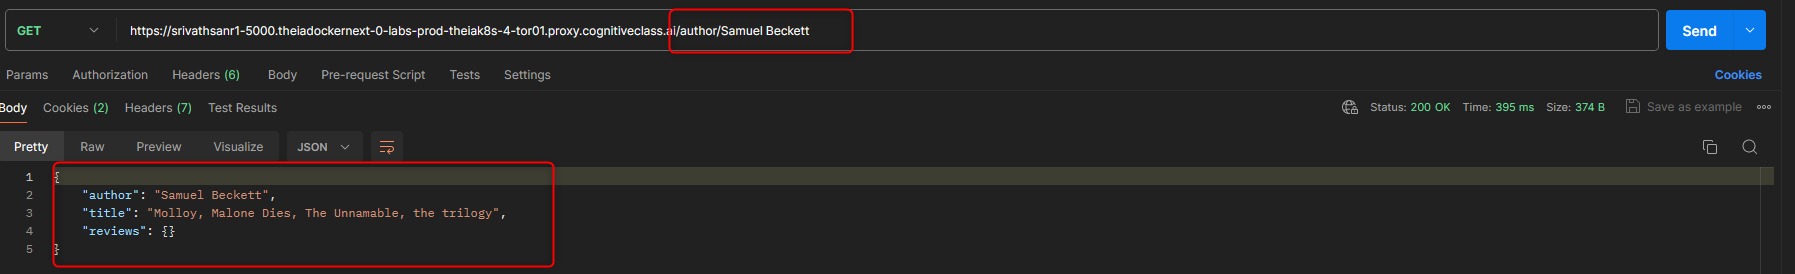 GET https://srivathsanr1-5000.theiadockernext-0-labs-prod-theiak8s-4-tor01.proxy.cognitiveclass.ai/author/Samuel Beckett Send
Params Authorization Headers (6) Body Pre-request Script Tests Settings Cookies
Body Cookies (2) Headers (7) Test Results Status: 200 OK Time: 395 ms Size: 374 B Save as example
Pretty Raw Preview Visualize JSON
1 {
2 "author": "Samuel Beckett",
3 "title": "Molloy, Malone Dies, The Unnamable, the trilogy",
4 "reviews": {}
5 }